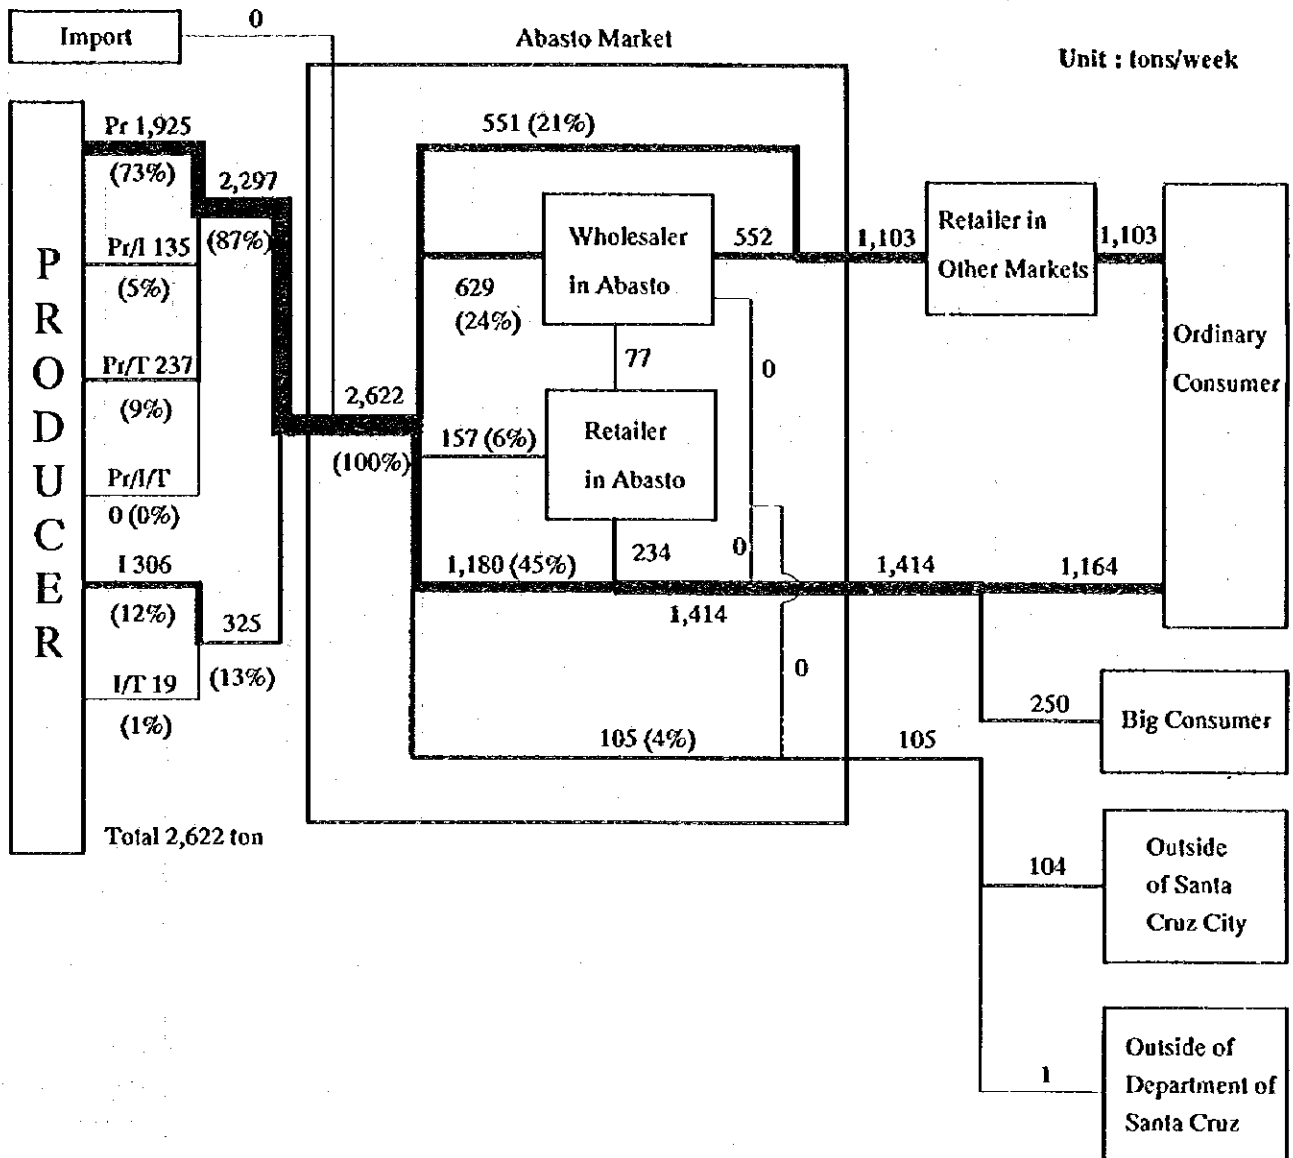 Import
0
Abasto Market
Unit : tons/week
PRODUCER
Pr 1,925
(73%)
2,297
(87%)
Pr/I 135
(5%)
Pr/T 237
(9%)
Pr/I/T
0 (0%)
I 306
(12%)
325
(13%)
I/T 19
(1%)
Total 2,622 ton
2,622
(100%)
551 (21%)
629
(24%)
Wholesaler
in Abasto
552
77
0
157 (6%)
Retailer
in Abasto
234
0
1,180 (45%)
1,414
0
105 (4%)
1,103
Retailer in
Other Markets
1,103
Ordinary
Consumer
1,414
1,164
250
Big Consumer
105
104
Outside
of Santa
Cruz City
1
Outside of
Department of
Santa Cruz